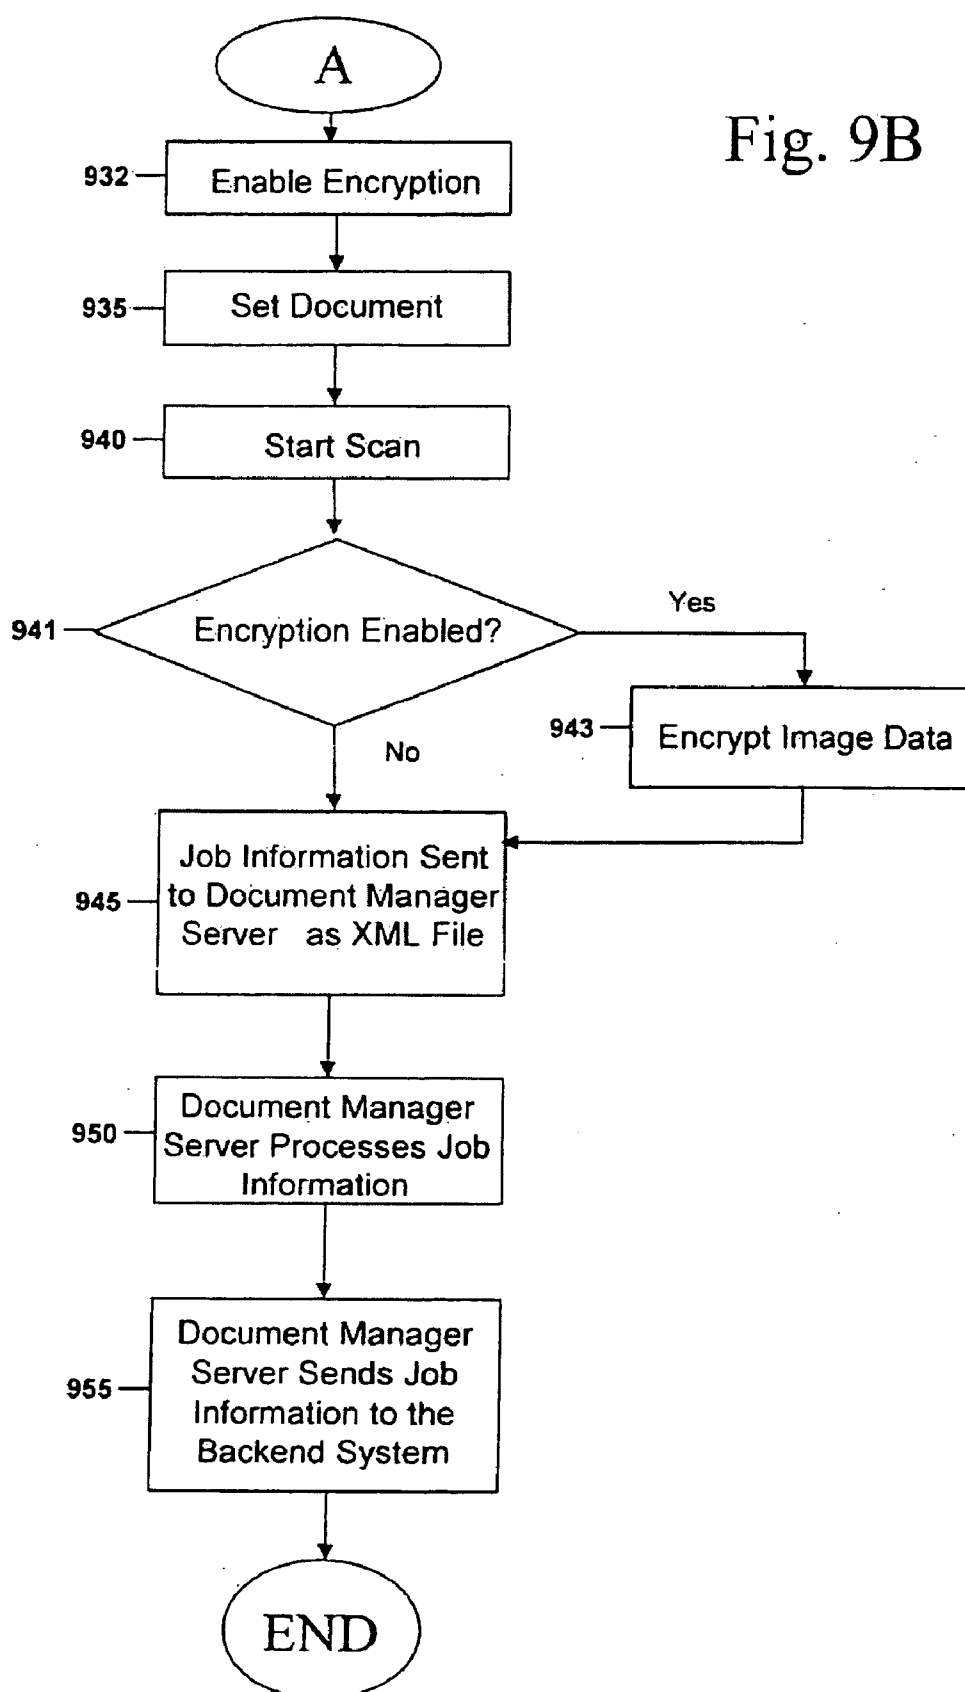 A
Fig. 9B
932
Enable Encryption
935
Set Document
940
Start Scan
941
Encryption Enabled?
Yes
943
Encrypt Image Data
No
945
Job Information Sent
to Document Manager
Server as XML File
950
Document Manager
Server Processes Job
Information
955
Document Manager
Server Sends Job
Information to the
Backend System
END